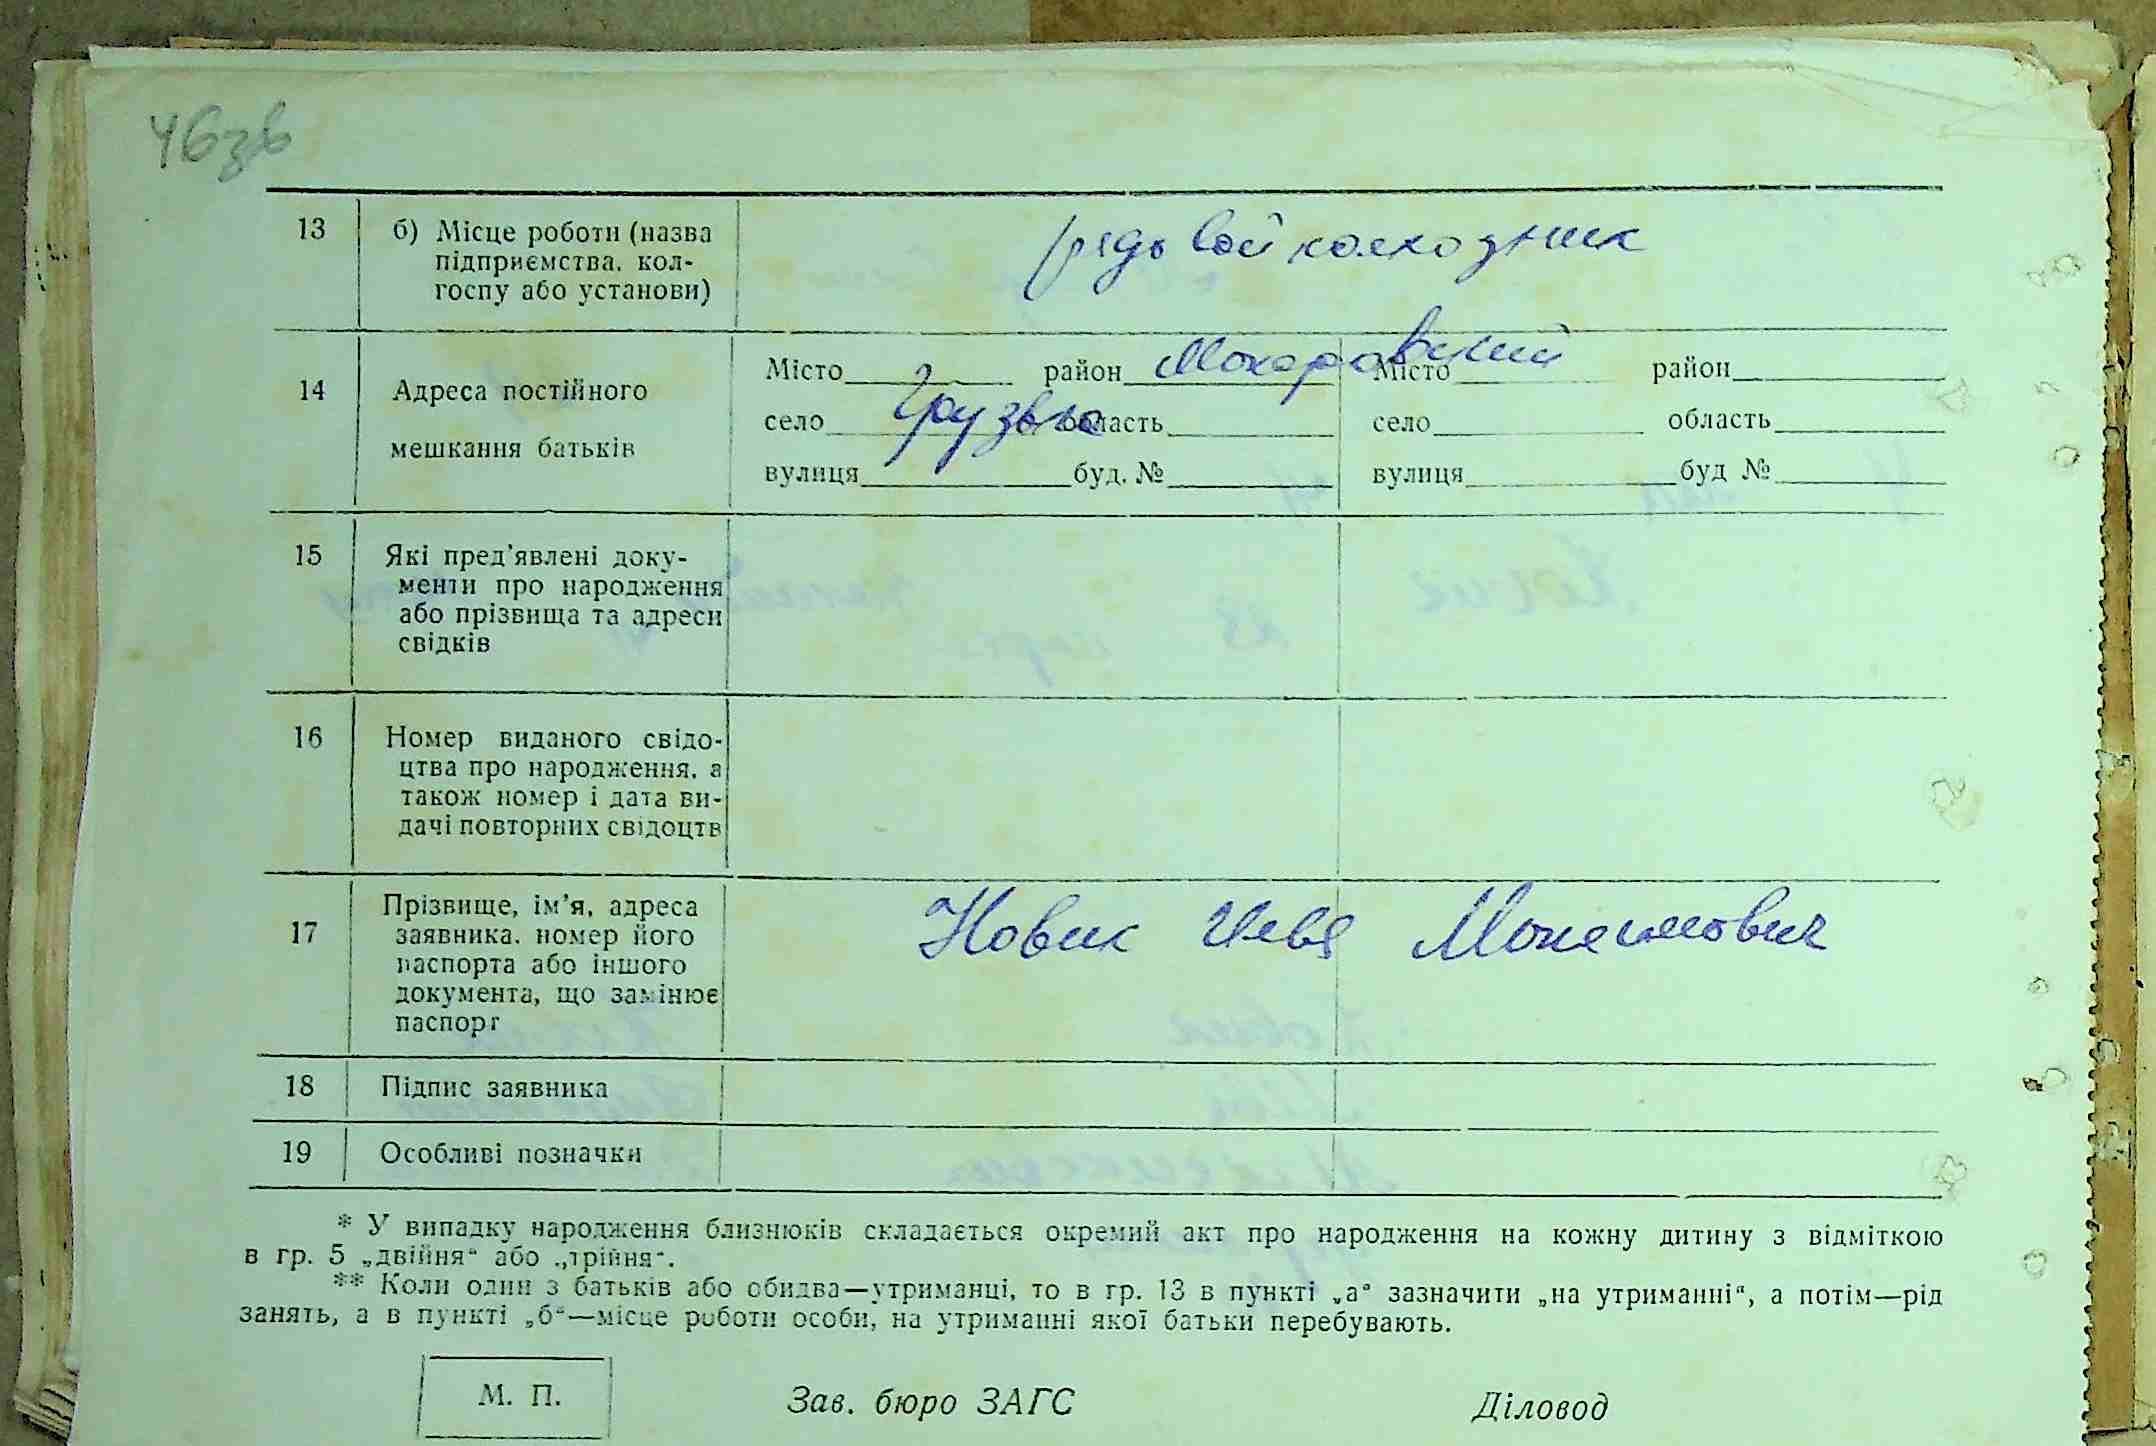 46зв
13 б) Місце роботи (назва підприємства, кол-
госпу або установи)
рядовой колхозник
14 Адреса постійного
мешкання батьків
Місто район Макаровский Місто район
село Грузьке область село область
вулиця буд. № вулиця буд №
15 Які пред'явлені доку-
менти про народження
або прізвища та адреси
свідків
16 Номер виданого свідо-
цтва про народження, а
також номер і дата ви-
дачі повторних свідоцтв
17 Прізвище, ім'я, адреса
заявника, номер його
паспорта або іншого
документа, що замінює
паспорт
Новик Илья
18 Підпис заявника
19 Особливі позначки
* У випадку народження близнюків складається окремий акт про народження на кожну дитину з відміткою
в гр. 5 „двійня“ або „трійня“.
** Коли один з батьків або обидва—утриманці, то в гр. 13 в пункті „а“ зазначити „на утриманні“, а потім—рід
занять, а в пункті „б“—місце роботи особи, на утриманні якої батьки перебувають.
М. П. Зав. бюро ЗАГС Діловод